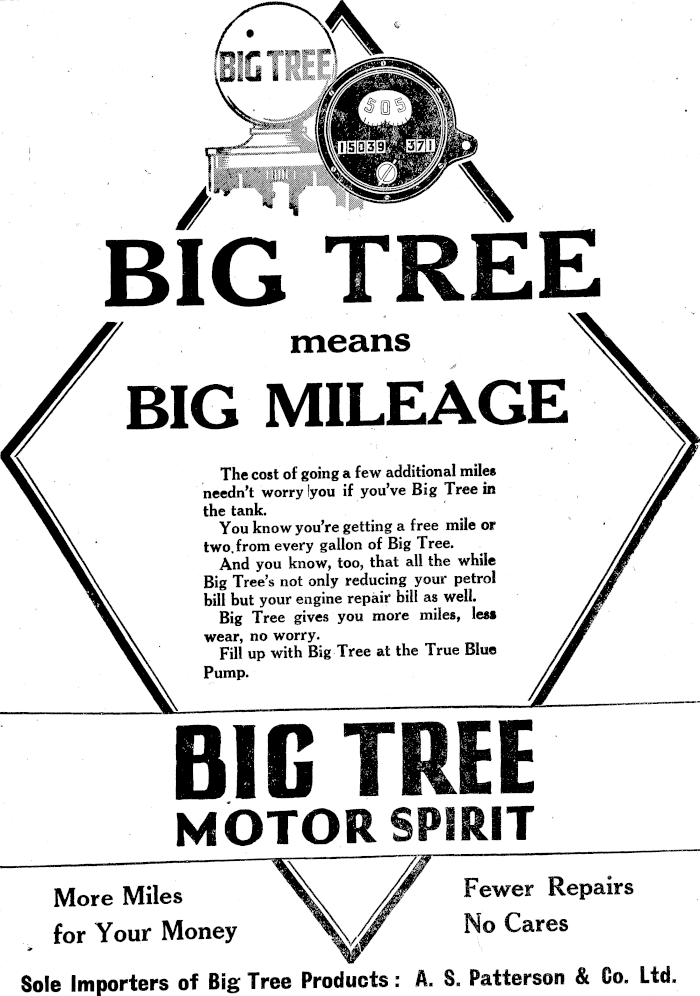 BIG TREE
505
15039 371
BIG TREE
means
BIG MILEAGE
The cost of going a few additional miles
needn't worry you if you've Big Tree in
the tank.
You know you're getting a free mile or
two from every gallon of Big Tree.
And you know, too, that all the while
Big Tree's not only reducing your petrol
bill but your engine repair bill as well.
Big Tree gives you more miles, less
wear, no worry.
Fill up with Big Tree at the True Blue
Pump.
BIG TREE
MOTOR SPIRIT
More Miles
for Your Money
Fewer Repairs
No Cares
Sole Importers of Big Tree Products: A. S. Patterson & Co. Ltd.